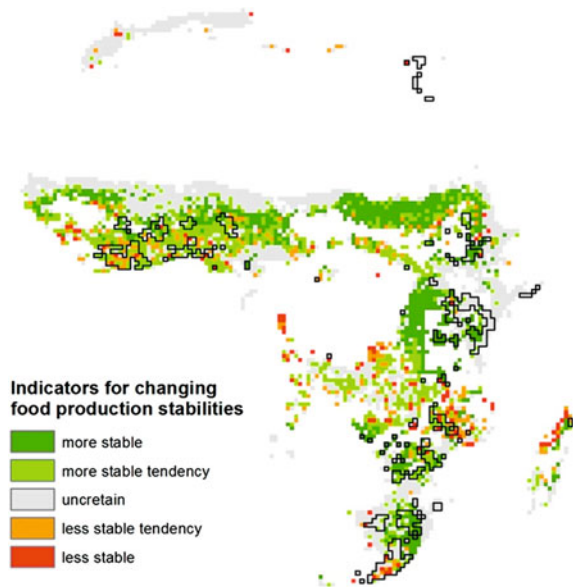 Indicators for changing
food production stabilities
more stable
more stable tendency
uncretain
less stable tendency
less stable